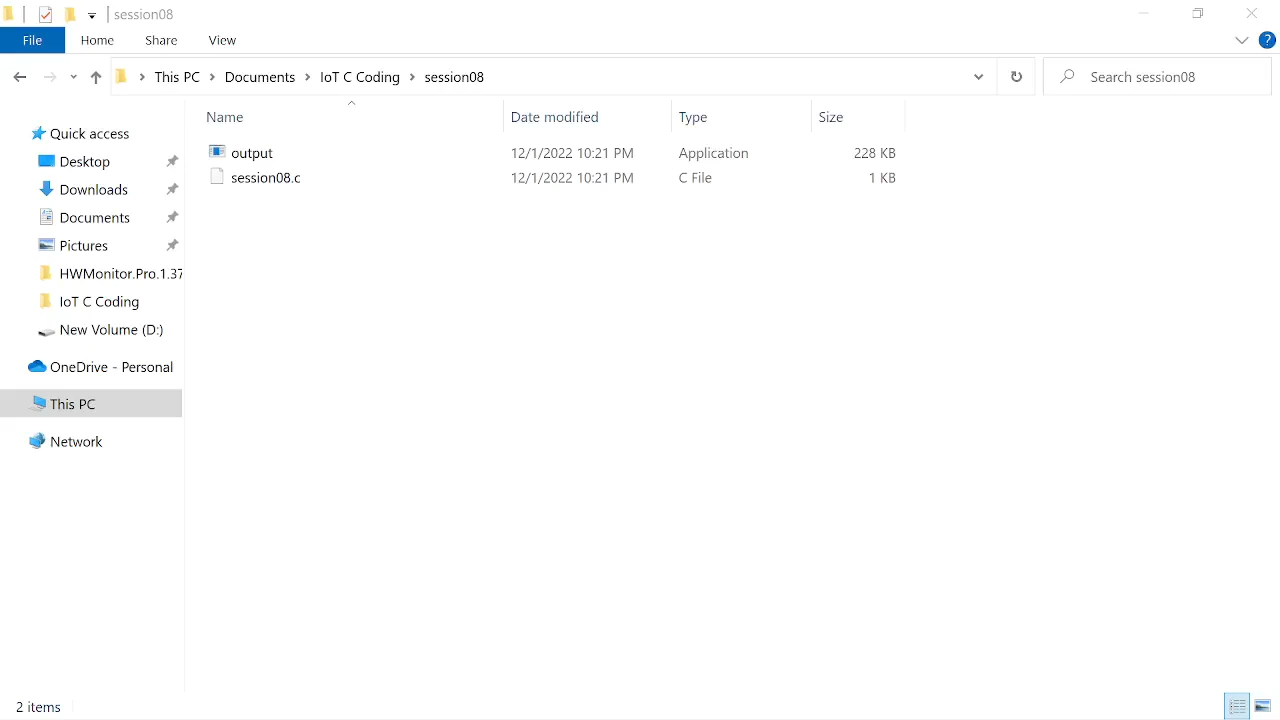 session08
File Home Share View ?
This PC Documents IoT C Coding session08 Search session08
Name Date modified Type Size
output 12/1/2022 10:21 PM Application 228 KB
session08.c 12/1/2022 10:21 PM C File 1 KB
Quick access
Desktop
Downloads
Documents
Pictures
HWMonitor.Pro.1.37
IoT C Coding
New Volume (D:)
OneDrive - Personal
This PC
Network
2 items